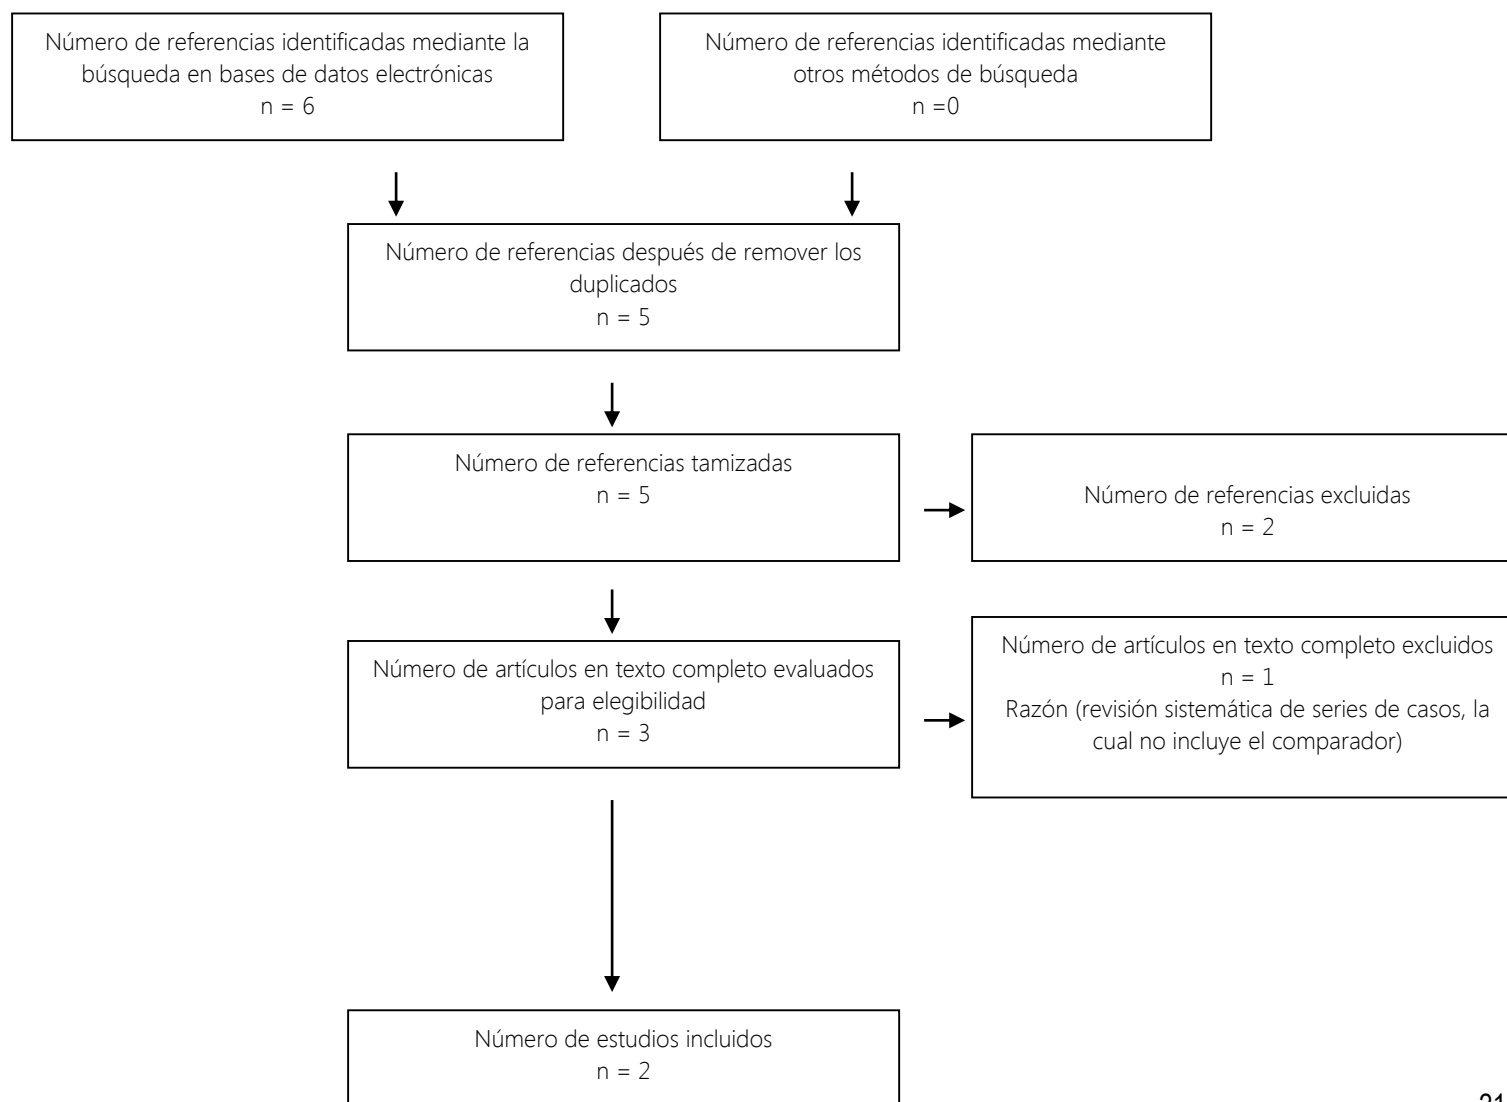 Número de referencias identificadas mediante la
búsqueda en bases de datos electrónicas
n = 6
Número de referencias identificadas mediante
otros métodos de búsqueda
n =0
Número de referencias después de remover los
duplicados
n = 5
Número de referencias tamizadas
n = 5
Número de referencias excluidas
n = 2
Número de artículos en texto completo evaluados
para elegibilidad
n = 3
Número de artículos en texto completo excluidos
n = 1
Razón (revisión sistemática de series de casos, la
cual no incluye el comparador)
Número de estudios incluidos
n = 2
21